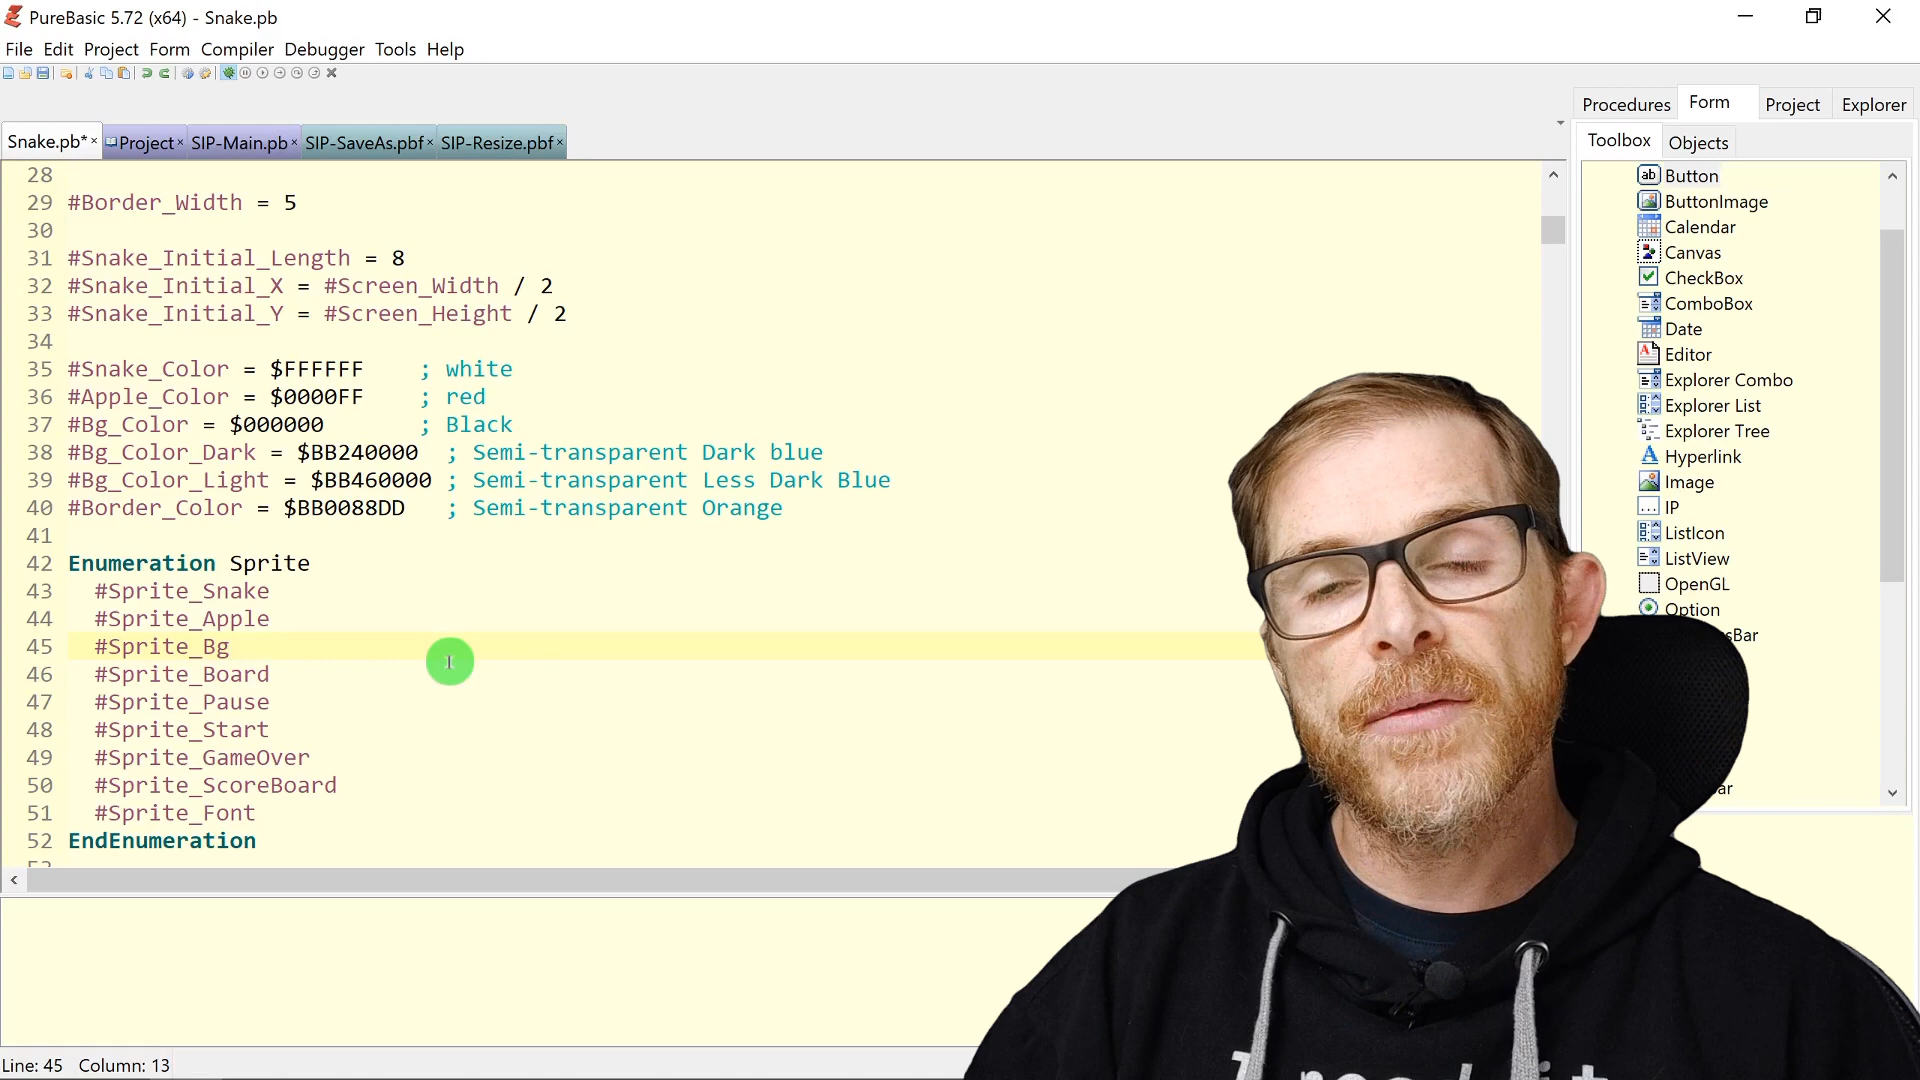 PureBasic 5.72 (x64) - Snake.pb
File Edit Project Form Compiler Debugger Tools Help
Procedures Form Project Explorer
Snake.pb* Project SIP-Main.pb SIP-SaveAs.pbf SIP-Resize.pbf
Toolbox Objects
28
29 #Border_Width = 5
30
31 #Snake_Initial_Length = 8
32 #Snake_Initial_X = #Screen_Width / 2
33 #Snake_Initial_Y = #Screen_Height / 2
34
35 #Snake_Color = $FFFFFF ; white
36 #Apple_Color = $0000FF ; red
37 #Bg_Color = $000000 ; Black
38 #Bg_Color_Dark = $BB240000 ; Semi-transparent Dark blue
39 #Bg_Color_Light = $BB460000 ; Semi-transparent Less Dark Blue
40 #Border_Color = $BB0088DD ; Semi-transparent Orange
41
42 Enumeration Sprite
43 #Sprite_Snake
44 #Sprite_Apple
45 #Sprite_Bg
46 #Sprite_Board
47 #Sprite_Pause
48 #Sprite_Start
49 #Sprite_GameOver
50 #Sprite_ScoreBoard
51 #Sprite_Font
52 EndEnumeration
Button
ButtonImage
Calendar
Canvas
CheckBox
ComboBox
Date
Editor
Explorer Combo
Explorer List
Explorer Tree
Hyperlink
Image
IP
ListIcon
ListView
OpenGL
Option
Line: 45 Column: 13